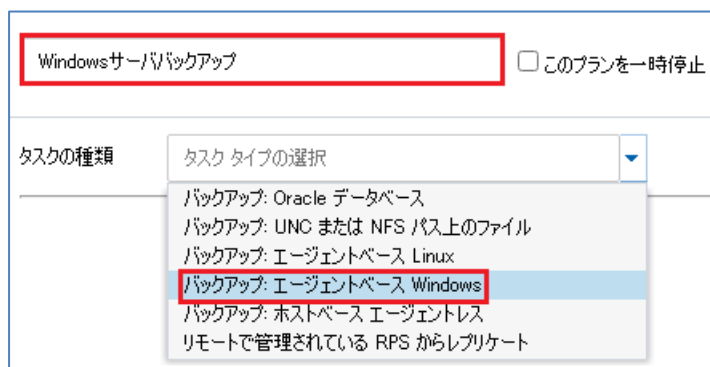 Windowsサーババックアップ
このプランを一時停止
タスクの種類
タスク タイプの選択
バックアップ: Oracle データベース
バックアップ: UNC または NFS パス上のファイル
バックアップ: エージェントベース Linux
バックアップ: エージェントベース Windows
バックアップ: ホストベース エージェントレス
リモートで管理されている RPS からレプリケート